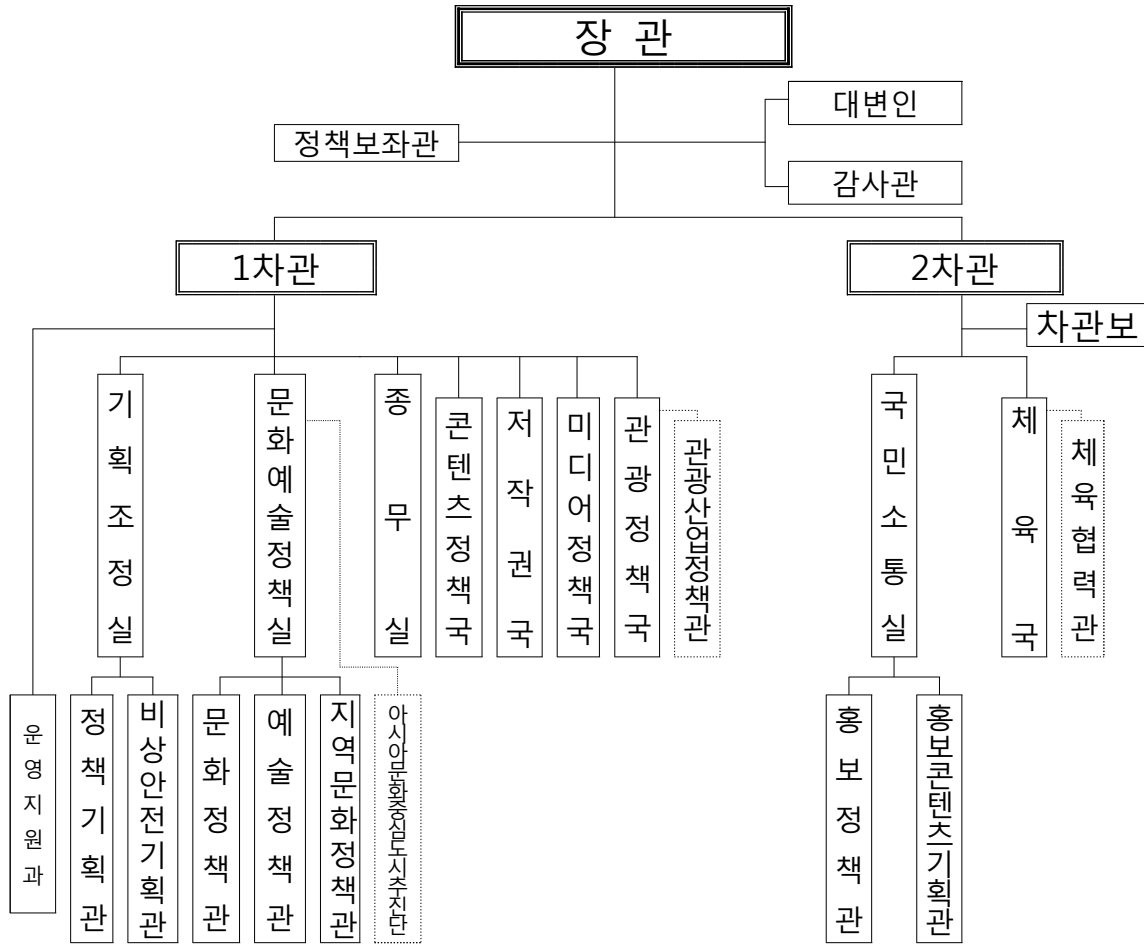 장 관
대변인
정책보좌관
감사관
1차관
2차관
차관보
기획조정실
문화예술정책실
종무실
콘텐츠정책국
저작권국
미디어정책국
관광정책국
관광산업정책관
국민소통실
체육국
체육협력관
운영지원과
정책기획관
비상안전기획관
문화정책관
예술정책관
지역문화정책관
아시아문화중심도시추진단
홍보정책관
홍보콘텐츠기획관